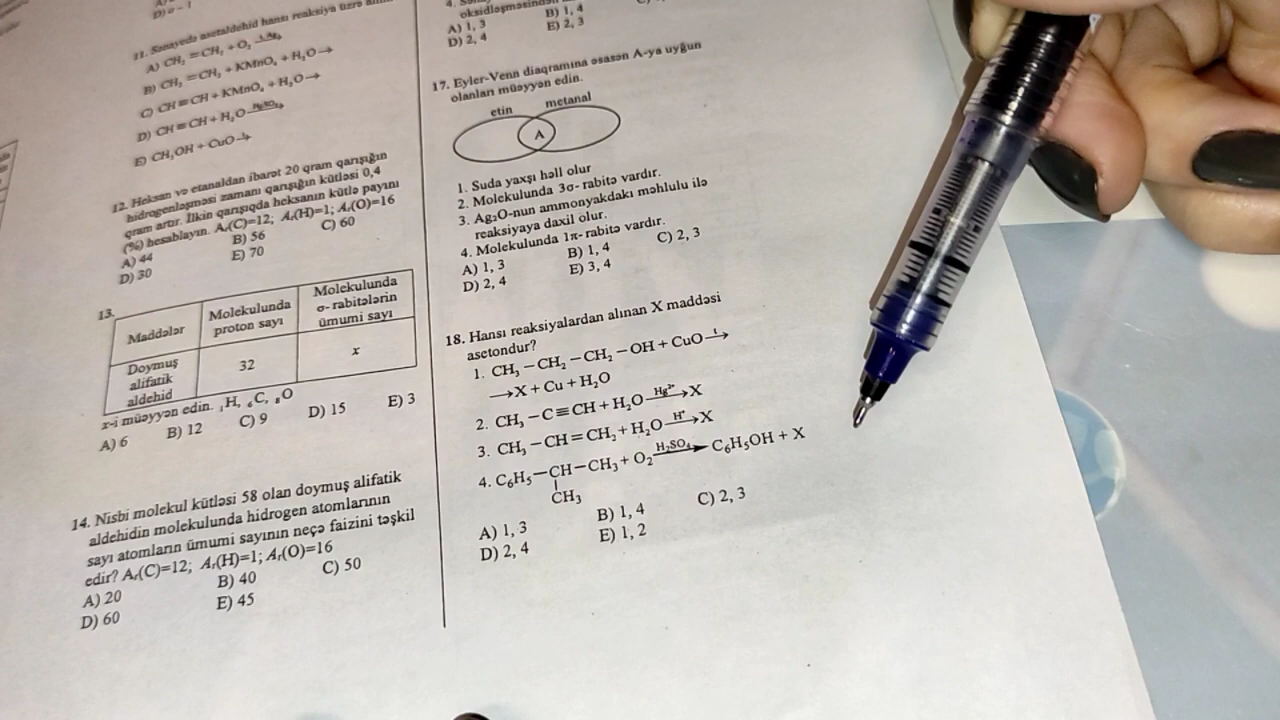 D) α − 1
11. Sənayedə asetaldehid hansı reaksiya üzrə
A) CH₂ = CH₂ + O₂ →
B) CH₂ = CH₂ + KMnO₄ + H₂O →
C) CH ≡ CH + KMnO₄ + H₂O →
D) CH ≡ CH + H₂O HgSO₄→
E) CH₃OH + CuO →
12. Heksan və etanaldan ibarət 20 qram qarışığın
hidrogenləşməsi zamanı qarışığın kütləsi 0,4
qram artır. İlkin qarışıqda heksanın kütlə payını
(%) hesablayın. Aᵣ(C)=12; Aᵣ(H)=1; Aᵣ(O)=16
A) 44 B) 56 C) 60
D) 30 E) 70
13.
Maddələr Molekulunda proton sayı Molekulunda σ- rabitələrin ümumi sayı
Doymuş alifatik aldehid 32 x
x-i müəyyən edin. ₁H, ₆C, ₈O
A) 6 B) 12 C) 9 D) 15 E) 3
14. Nisbi molekul kütləsi 58 olan doymuş alifatik
aldehidin molekulunda hidrogen atomlarının
sayı atomların ümumi sayının neçə faizini təşkil
edir? Aᵣ(C)=12; Aᵣ(H)=1; Aᵣ(O)=16
A) 20 B) 40 C) 50
D) 60 E) 45
4.
oksidləşməsindən
A) 1, 3 B) 1, 4
D) 2, 4 E) 2, 3
17. Eyler-Venn diaqramına əsasən A-ya uyğun
olanları müəyyən edin.
etin metanal
A
1. Suda yaxşı həll olur
2. Molekulunda 3σ- rabitə vardır.
3. Ag₂O-nun ammonyakdakı məhlulu ilə
reaksiyaya daxil olur.
4. Molekulunda 1π- rabitə vardır.
A) 1, 3 B) 1, 4 C) 2, 3
D) 2, 4 E) 3, 4
18. Hansı reaksiyalardan alınan X maddəsi
asetondur?
1. CH₃ − CH₂ − CH₂ − OH + CuO t→
→X + Cu + H₂O
2. CH₃ − C ≡ CH + H₂O Hg²⁺→ X
3. CH₃ − CH = CH₂ + H₂O H⁺→ X
4. C₆H₅ − CH − CH₃ + O₂ H₂SO₄→ C₆H₅OH + X
CH₃
A) 1, 3 B) 1, 4 C) 2, 3
D) 2, 4 E) 1, 2